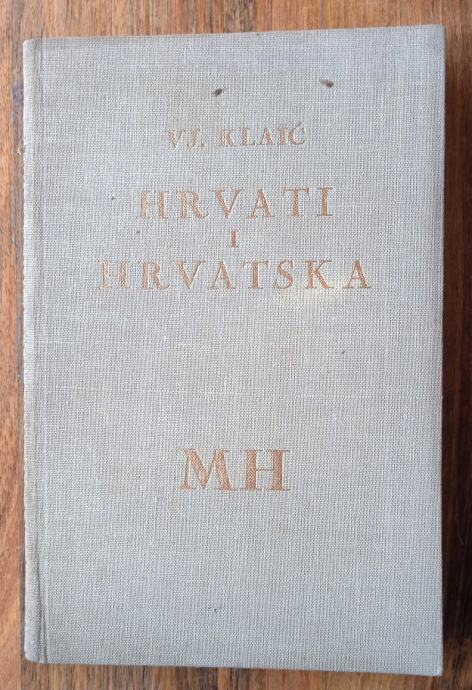 VJ. KLAIĆ
HRVATI
I
HRVATSKA
MH